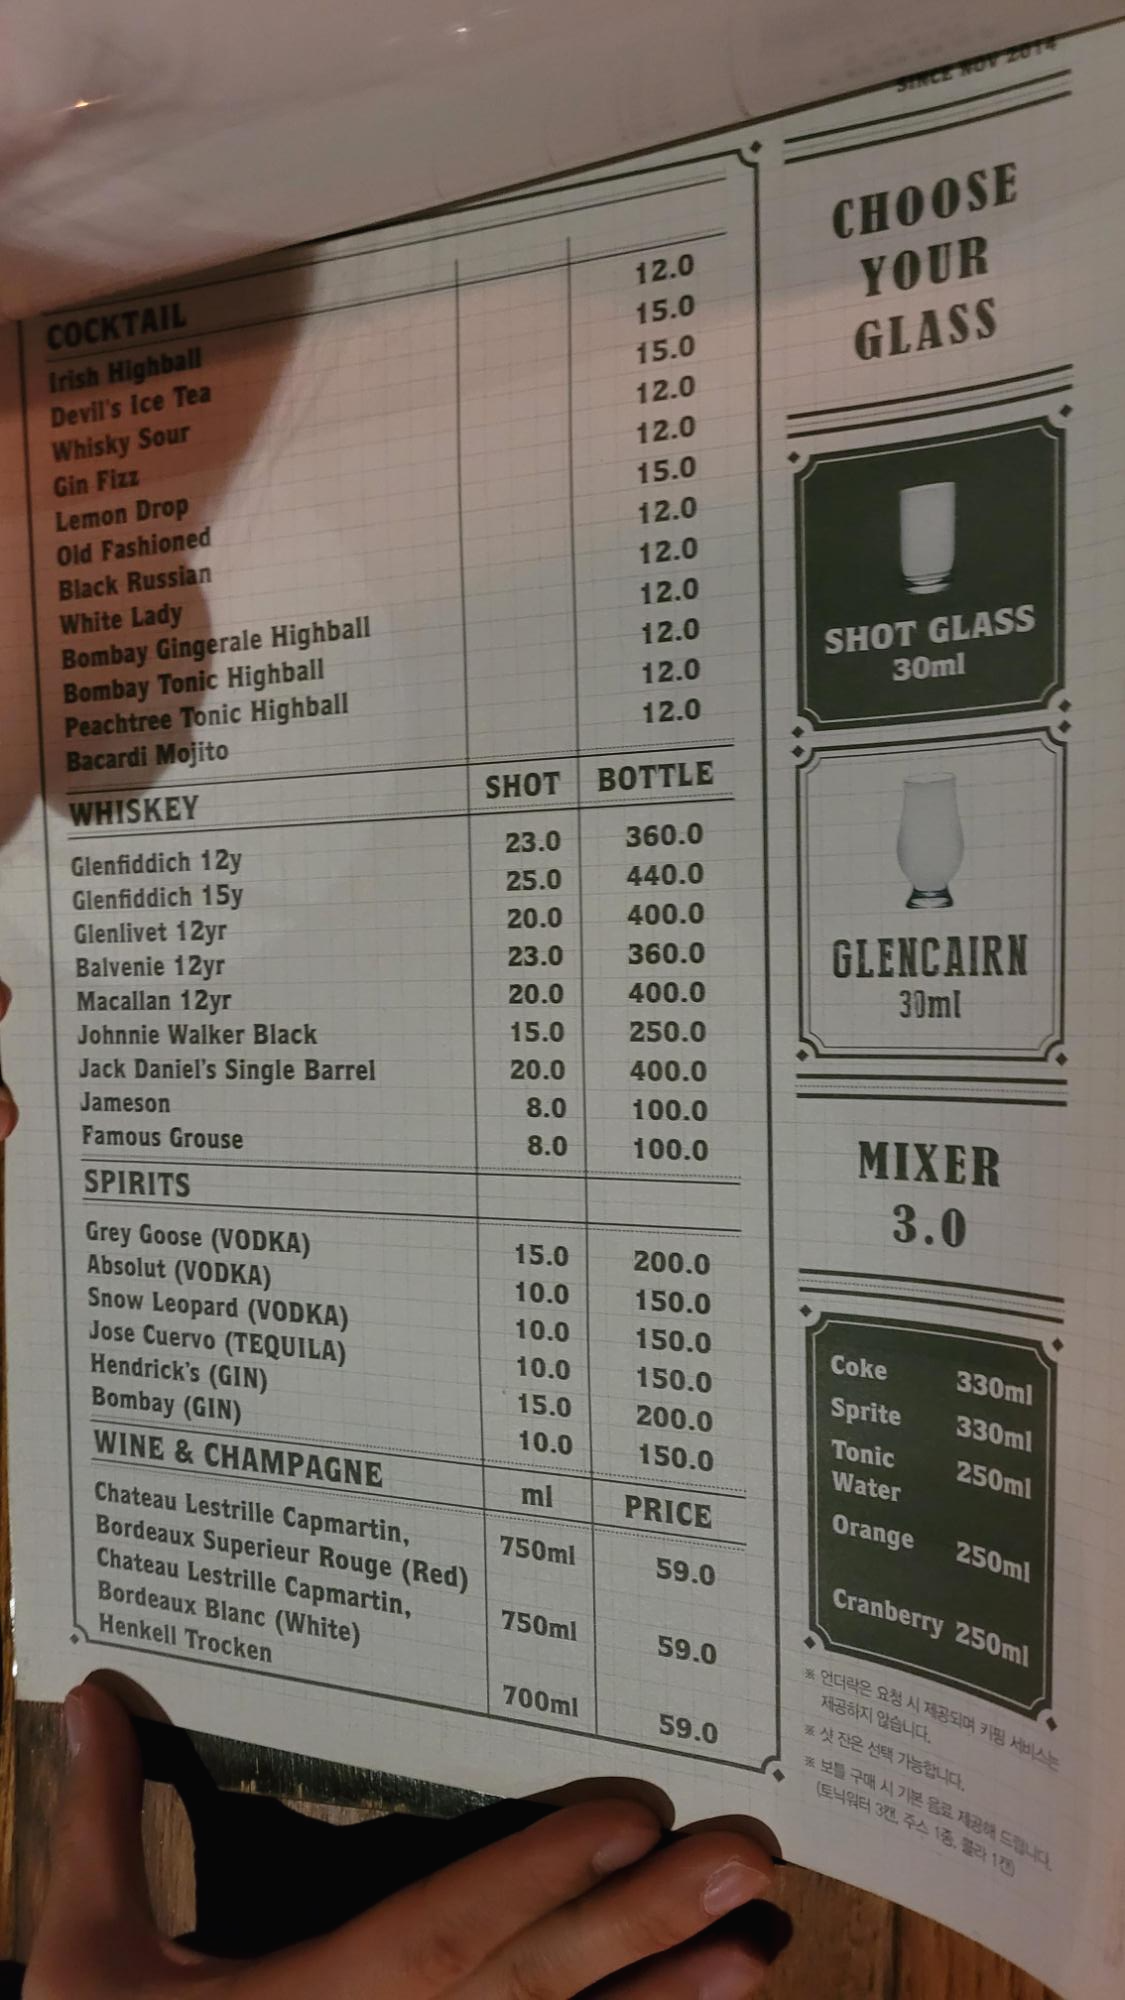 SINCE NOV 2014
COCKTAIL
Irish Highball 12.0
Devil's Ice Tea 15.0
Whisky Sour 15.0
Gin Fizz 12.0
Lemon Drop 12.0
Old Fashioned 15.0
Black Russian 12.0
White Lady 12.0
Bombay Gingerale Highball 12.0
Bombay Tonic Highball 12.0
Peachtree Tonic Highball 12.0
Bacardi Mojito 12.0
WHISKEY SHOT BOTTLE
Glenfiddich 12y 23.0 360.0
Glenfiddich 15y 25.0 440.0
Glenlivet 12yr 20.0 400.0
Balvenie 12yr 23.0 360.0
Macallan 12yr 20.0 400.0
Johnnie Walker Black 15.0 250.0
Jack Daniel's Single Barrel 20.0 400.0
Jameson 8.0 100.0
Famous Grouse 8.0 100.0
SPIRITS
Grey Goose (VODKA) 15.0 200.0
Absolut (VODKA) 10.0 150.0
Snow Leopard (VODKA) 10.0 150.0
Jose Cuervo (TEQUILA) 10.0 150.0
Hendrick's (GIN) 15.0 200.0
Bombay (GIN) 10.0 150.0
WINE & CHAMPAGNE ml PRICE
Chateau Lestrille Capmartin,
Bordeaux Superieur Rouge (Red) 750ml 59.0
Chateau Lestrille Capmartin,
Bordeaux Blanc (White) 750ml 59.0
Henkell Trocken 700ml 59.0
CHOOSE
YOUR
GLASS
SHOT GLASS
30ml
GLENCAIRN
30ml
MIXER
3.0
Coke 330ml
Sprite 330ml
Tonic
Water 250ml
Orange 250ml
Cranberry 250ml
※ 언더락은 요청 시 제공되며 키핑 서비스는
제공하지 않습니다.
※ 샷 잔은 선택 가능합니다.
※ 보틀 구매 시 기본 음료 제공해 드립니다.
(토닉워터 3캔, 주스 1종, 콜라 1캔)